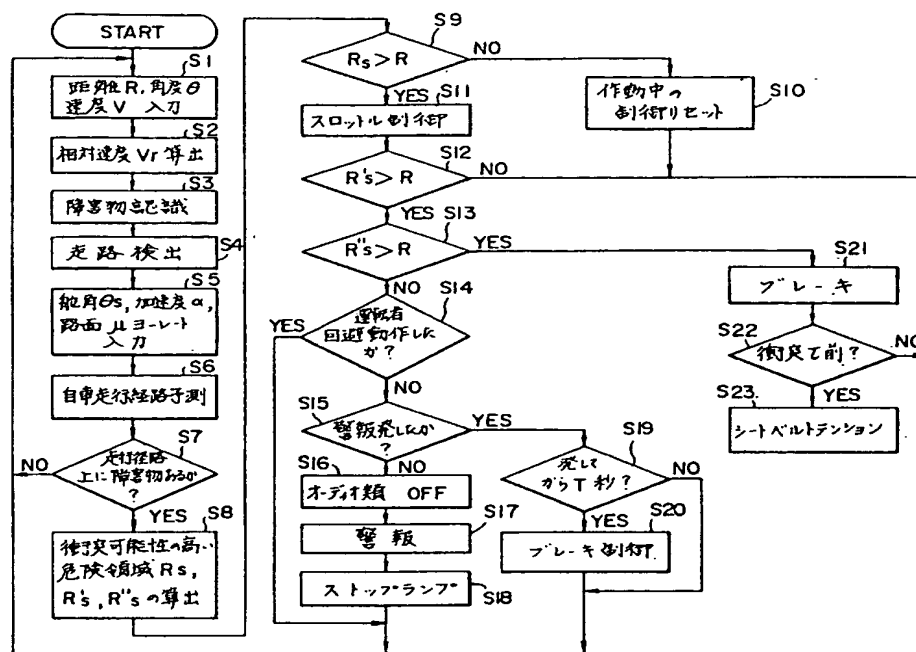 START
S1
距離R,角度θ
速度V 入力
S2
相対速度Vr算出
S3
障害物認識
S4
走路検出
S5
舵角θs,加速度α,
路面μヨーレート
入力
S6
自車走行経路予測
S7
走行径路
上に障害物あるか
?
NO
YES
S8
衝突可能性の高い
危険領域Rs,
R's,R"sの算出
S9
Rs>R
NO
YES
S10
作動中の
制御リセット
S11
スロットル制御
S12
R's>R
NO
YES
S13
R"s>R
YES
NO
S14
運転者
回避動作した
か?
YES
NO
S15
警報発したか
?
YES
NO
S16
オーディオ類 OFF
S17
警報
S18
ストップランプ
S19
発して
からT秒?
NO
YES
S20
ブレーキ制御
S21
ブレーキ
S22
衝突て前?
NO
YES
S23
シートベルトテンション